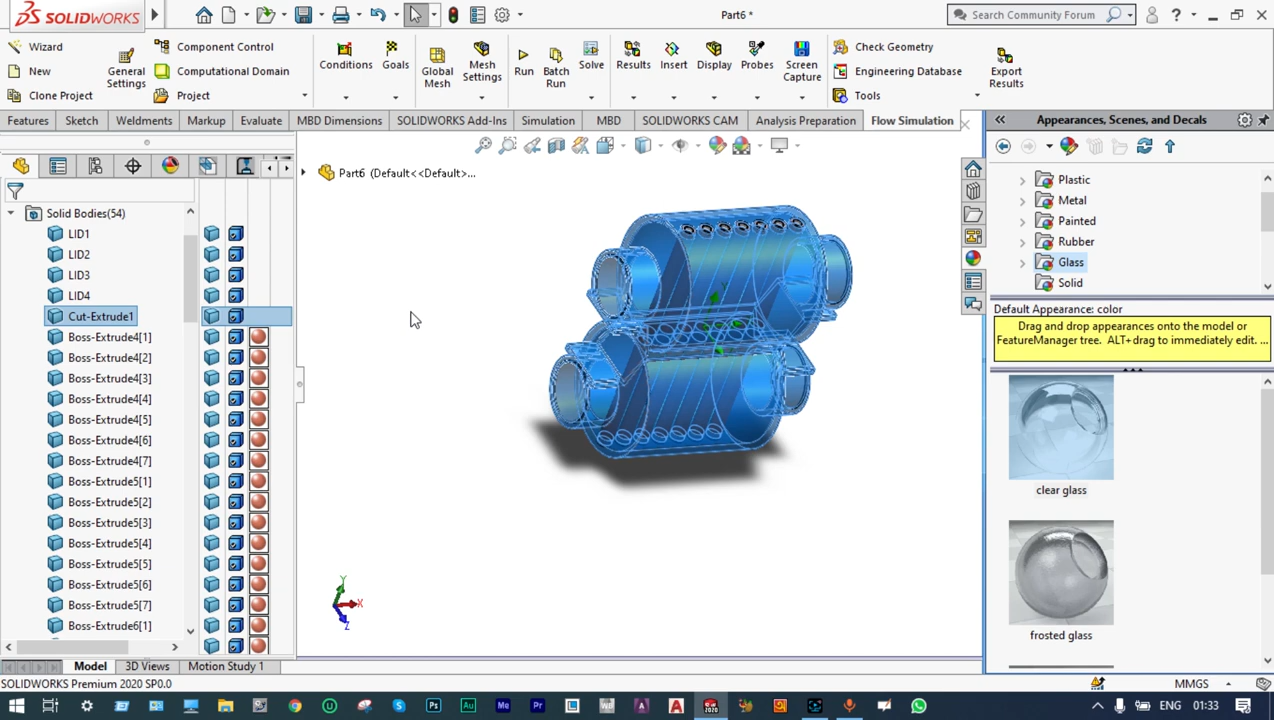 SOLIDWORKS
Part6 *
Search Community Forum
?
Wizard
New
Clone Project
General Settings
Component Control
Computational Domain
Project
Conditions
Goals
Global Mesh
Mesh Settings
Run
Batch Run
Solve
Results
Insert
Display
Probes
Screen Capture
Check Geometry
Engineering Database
Tools
Export Results
Features
Sketch
Weldments
Markup
Evaluate
MBD Dimensions
SOLIDWORKS Add-Ins
Simulation
MBD
SOLIDWORKS CAM
Analysis Preparation
Flow Simulation
Part6 (Default<<Default>...
Solid Bodies(54)
LID1
LID2
LID3
LID4
Cut-Extrude1
Boss-Extrude4[1]
Boss-Extrude4[2]
Boss-Extrude4[3]
Boss-Extrude4[4]
Boss-Extrude4[5]
Boss-Extrude4[6]
Boss-Extrude4[7]
Boss-Extrude5[1]
Boss-Extrude5[2]
Boss-Extrude5[3]
Boss-Extrude5[4]
Boss-Extrude5[5]
Boss-Extrude5[6]
Boss-Extrude5[7]
Boss-Extrude6[1]
Y
X
Z
Appearances, Scenes, and Decals
Plastic
Metal
Painted
Rubber
Glass
Solid
Default Appearance: color
Drag and drop appearances onto the model or
FeatureManager tree. ALT+drag to immediately edit. ...
clear glass
frosted glass
Model
3D Views
Motion Study 1
SOLIDWORKS Premium 2020 SP0.0
MMGS
ENG
01:33